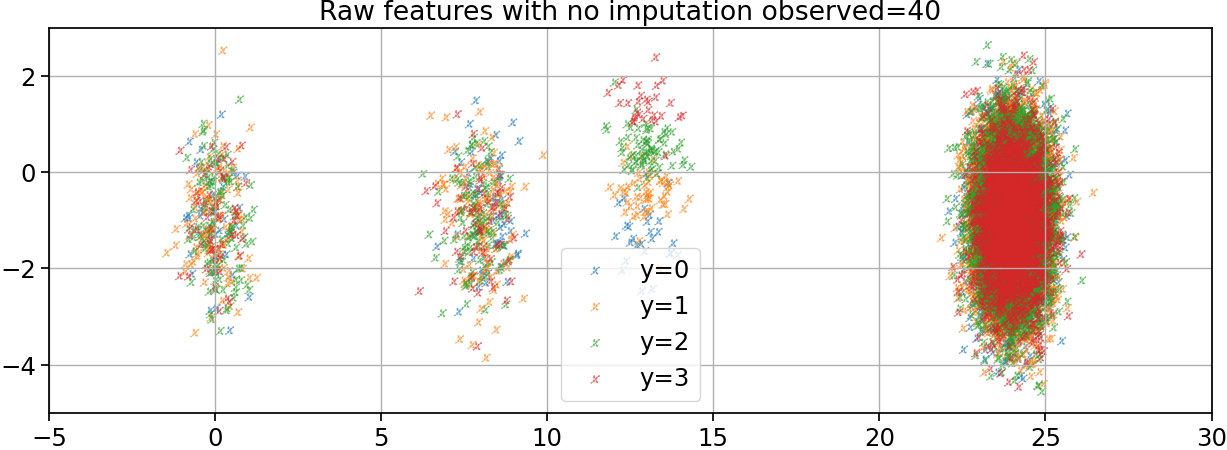 Raw features with no imputation observed=40
2
0
−2
−4
y=0
y=1
y=2
y=3
−5 0 5 10 15 20 25 30